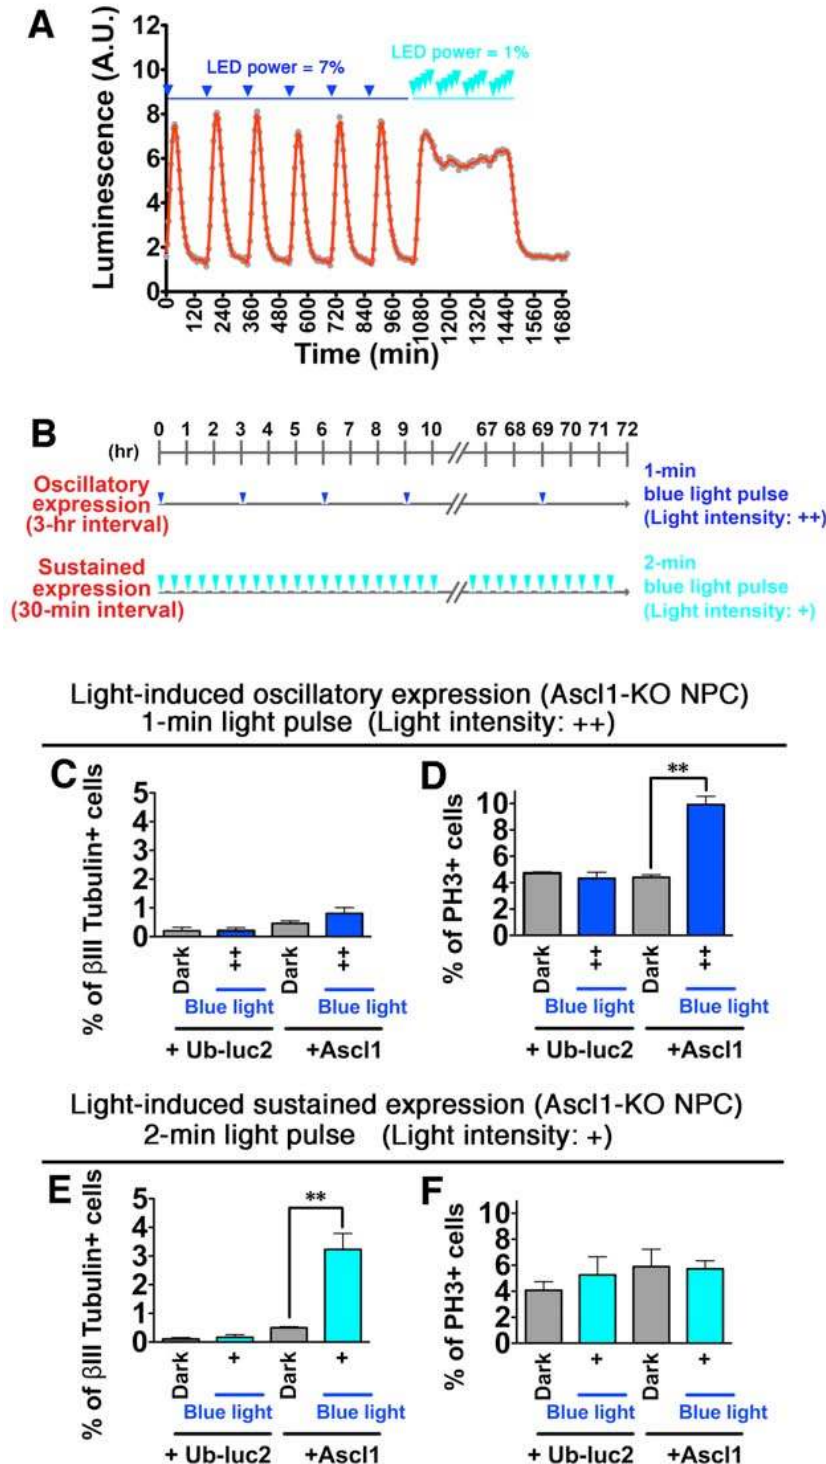 A
Luminescence (A.U.)
12
10
8
6
4
2
0
LED power = 7%
LED power = 1%
0
120
240
360
480
600
720
840
960
1080
1200
1320
1440
1560
1680
Time (min)
B
(hr)
0 1 2 3 4 5 6 7 8 9 10 67 68 69 70 71 72
Oscillatory
expression
(3-hr interval)
1-min
blue light pulse
(Light intensity: ++)
Sustained
expression
(30-min interval)
2-min
blue light pulse
(Light intensity: +)
Light-induced oscillatory expression (Ascl1-KO NPC)
1-min light pulse (Light intensity: ++)
C
% of βIII Tubulin+ cells
5
4
3
2
1
0
Dark
++
Dark
++
Blue light
Blue light
+ Ub-luc2
+Ascl1
D
% of PH3+ cells
10
8
6
4
2
0
**
Dark
++
Dark
++
Blue light
Blue light
+ Ub-luc2
+Ascl1
Light-induced sustained expression (Ascl1-KO NPC)
2-min light pulse (Light intensity: +)
E
% of βIII Tubulin+ cells
5
4
3
2
1
0
**
Dark
+
Dark
+
Blue light
Blue light
+ Ub-luc2
+Ascl1
F
% of PH3+ cells
10
8
6
4
2
0
Dark
+
Dark
+
Blue light
Blue light
+ Ub-luc2
+Ascl1